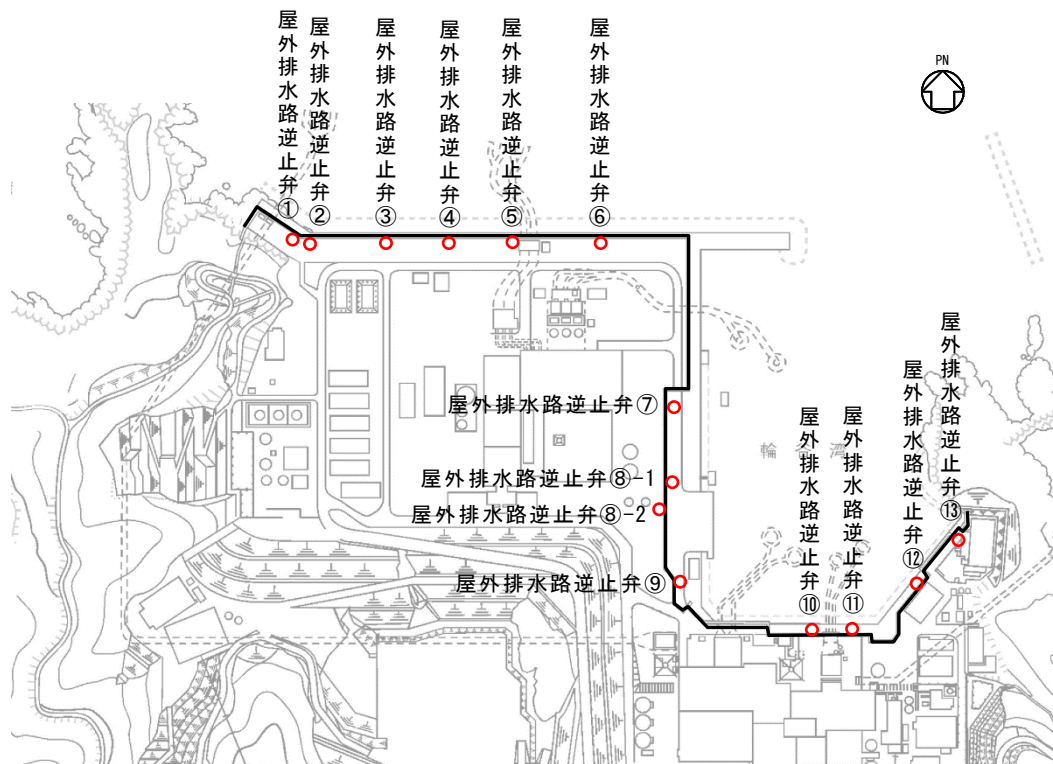 屋外排水路逆止弁①
屋外排水路逆止弁②
屋外排水路逆止弁③
屋外排水路逆止弁④
屋外排水路逆止弁⑤
屋外排水路逆止弁⑥
PN
屋外排水路逆止弁⑦
屋外排水路逆止弁⑧-1
屋外排水路逆止弁⑧-2
屋外排水路逆止弁⑨
輪谷湾
屋外排水路逆止弁⑩
屋外排水路逆止弁⑪
屋外排水路逆止弁⑫
屋外排水路逆止弁⑬